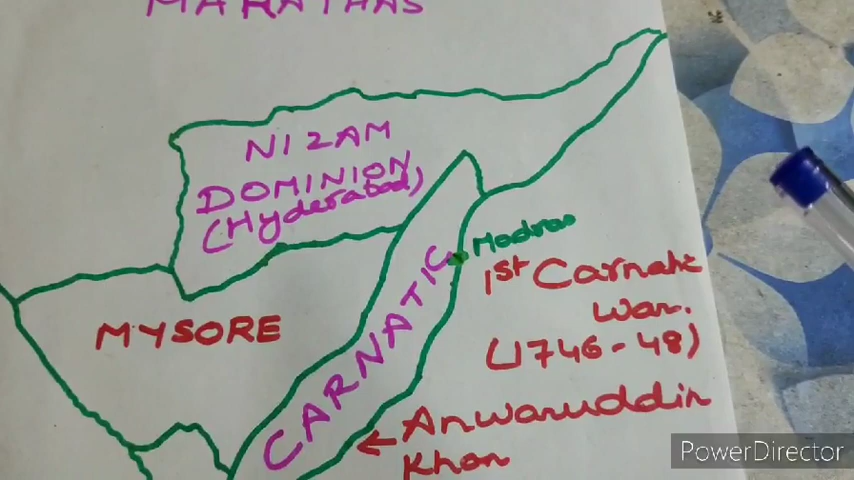 MARATHAS
NIZAM
DOMINION
(Hyderabad)
Madras
1st Carnatic
war.
(1746-48)
MYSORE
CARNATIC
Anwaruddin
Khan
PowerDirector